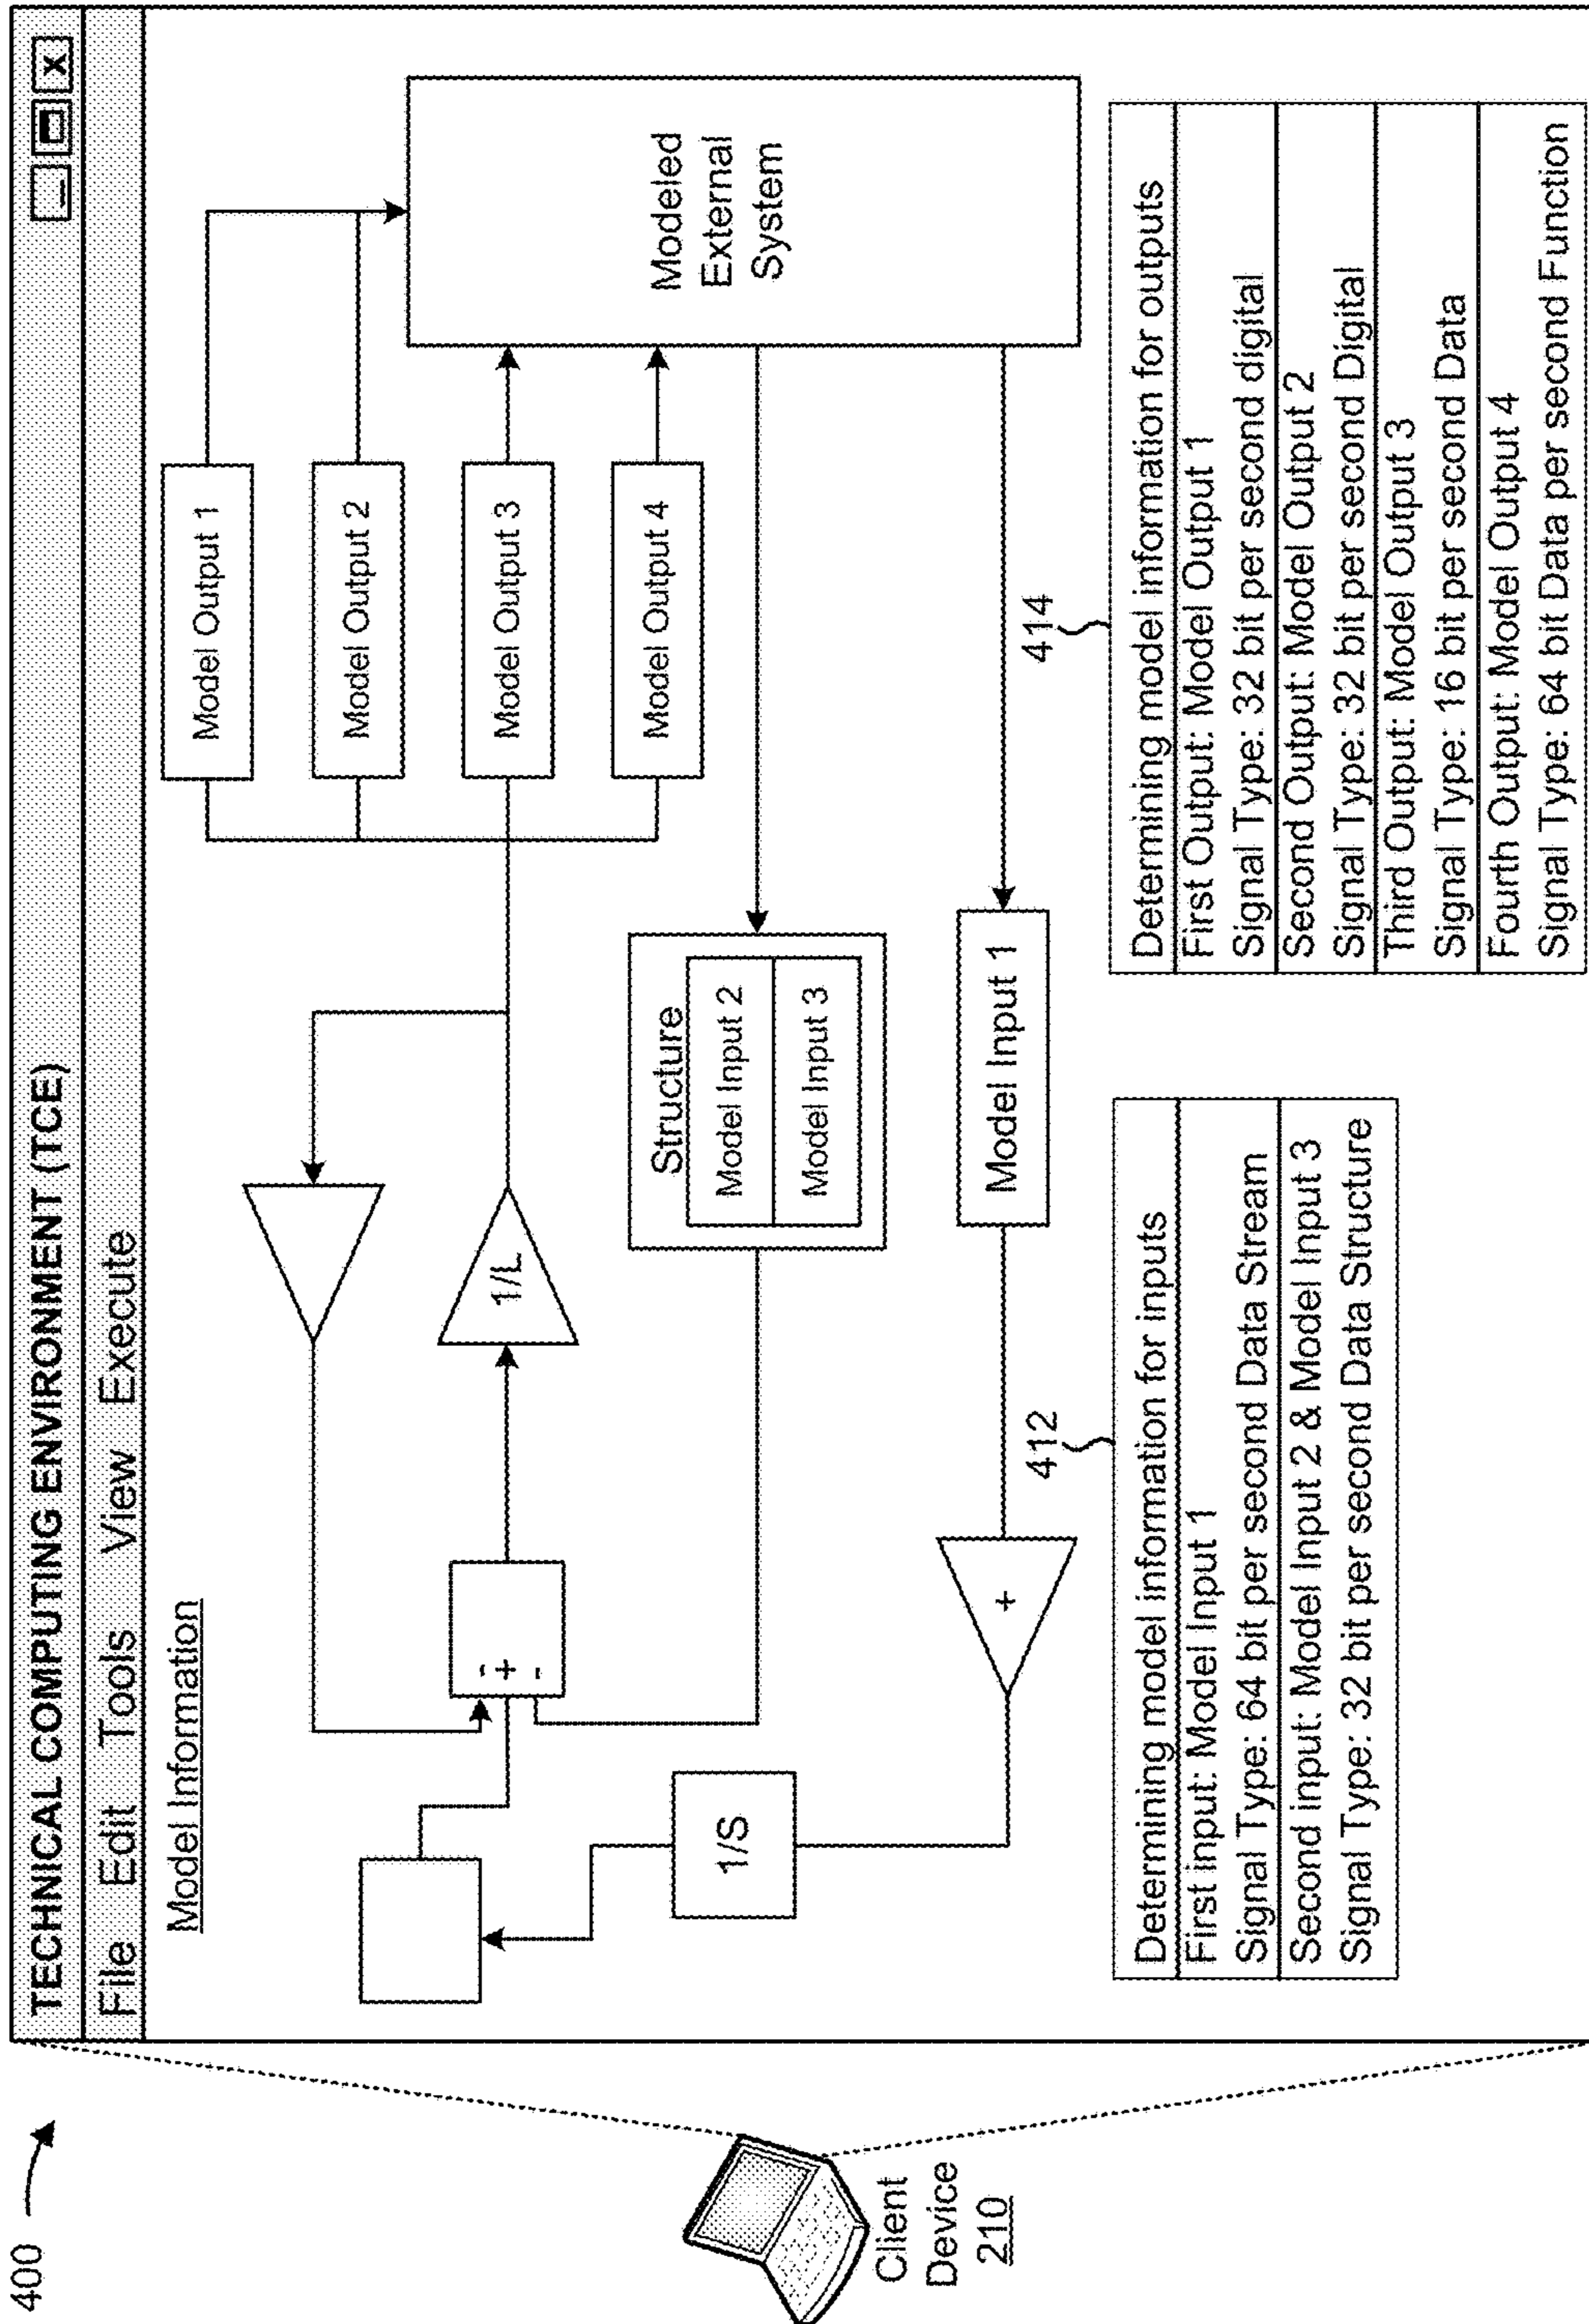 400
TECHNICAL COMPUTING ENVIRONMENT (TCE)
_ X
File Edit Tools View Execute
Model Information
- 
+
-
1/L
1/S
+
Structure
Model Input 2
Model Input 3
Model Input 1
Model Output 1
Model Output 2
Model Output 3
Model Output 4
Modeled
External
System
Client
Device
210
412
Determining model information for inputs
First input: Model Input 1
Signal Type: 64 bit per second Data Stream
Second input: Model Input 2 & Model Input 3
Signal Type: 32 bit per second Data Structure
414
Determining model information for outputs
First Output: Model Output 1
Signal Type: 32 bit per second digital
Second Output: Model Output 2
Signal Type: 32 bit per second Digital
Third Output: Model Output 3
Signal Type: 16 bit per second Data
Fourth Output: Model Output 4
Signal Type: 64 bit Data per second Function